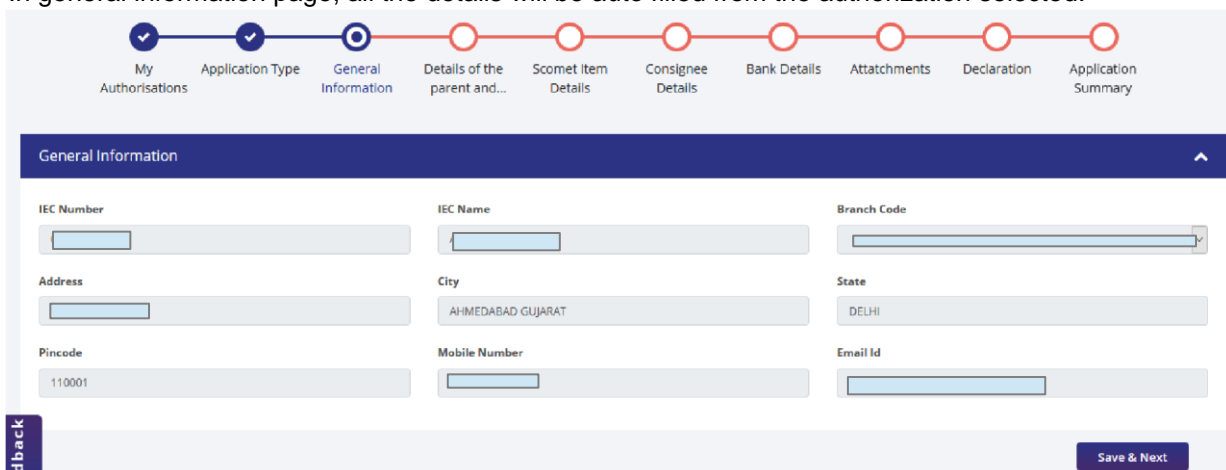 In general information page, all the details will be auto filled from the authorization selected.
My Authorisations
Application Type
General Information
Details of the parent and...
Scomet Item Details
Consignee Details
Bank Details
Attatchments
Declaration
Application Summary
General Information
IEC Number
IEC Name
Branch Code
Address
City
State
AHMEDABAD GUJARAT
DELHI
Pincode
Mobile Number
Email Id
110001
dback
Save & Next